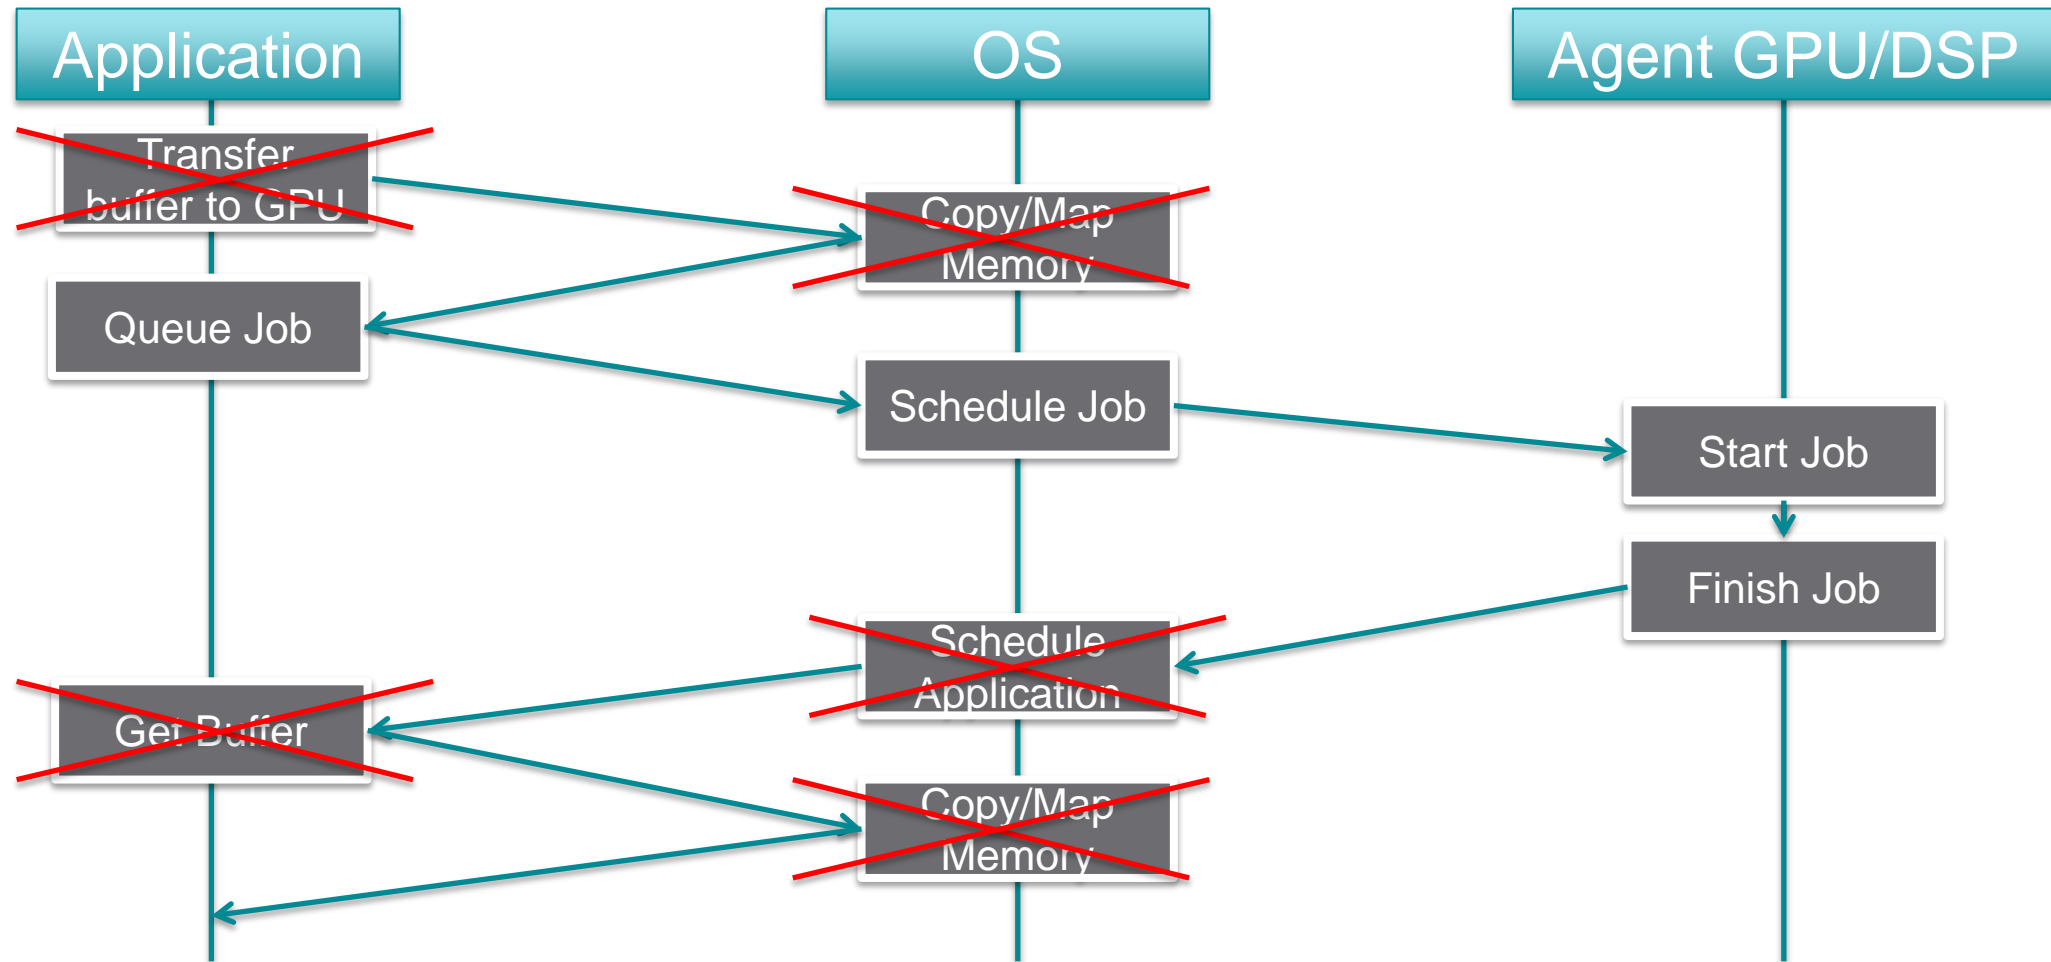 Application
OS
Agent GPU/DSP
Transfer
buffer to GPU
Copy/Map
Memory
Queue Job
Schedule Job
Start Job
Finish Job
Schedule
Application
Get Buffer
Copy/Map
Memory